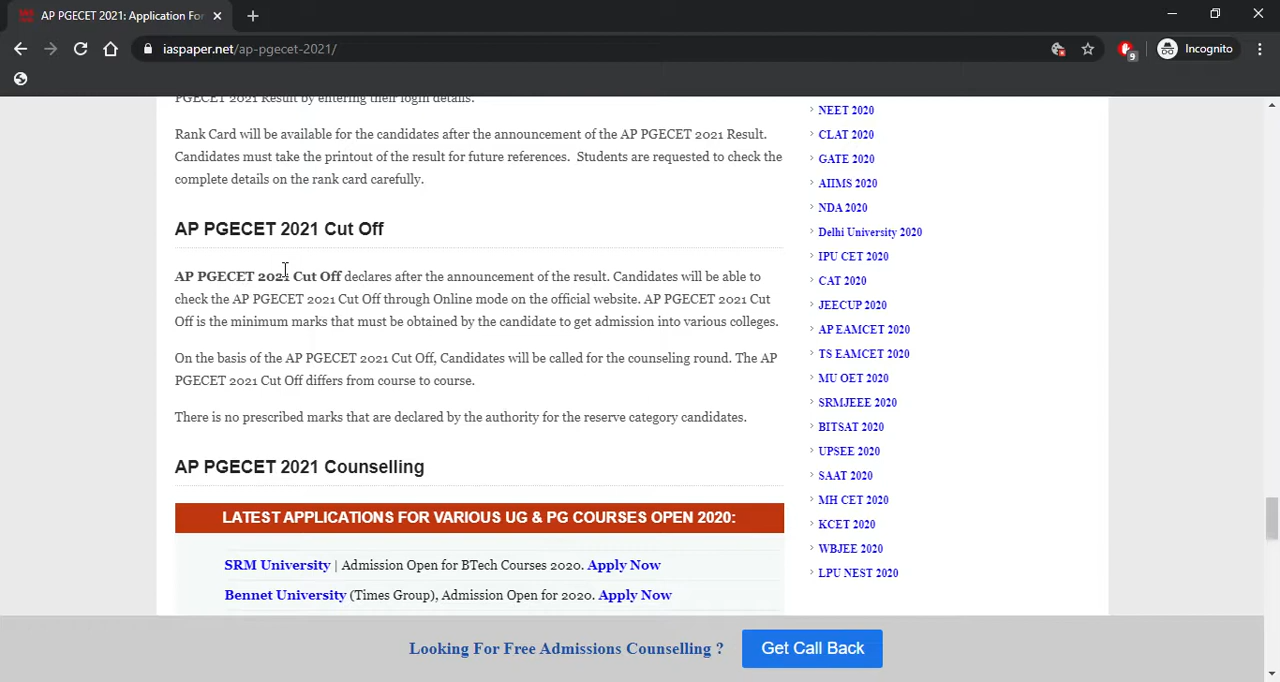 AP PGECET 2021: Application For
iaspaper.net/ap-pgecet-2021/
9
Incognito
PGECET 2021 Result by entering their login details.
Rank Card will be available for the candidates after the announcement of the AP PGECET 2021 Result.
Candidates must take the printout of the result for future references. Students are requested to check the
complete details on the rank card carefully.
AP PGECET 2021 Cut Off
AP PGECET 2021 Cut Off declares after the announcement of the result. Candidates will be able to
check the AP PGECET 2021 Cut Off through Online mode on the official website. AP PGECET 2021 Cut
Off is the minimum marks that must be obtained by the candidate to get admission into various colleges.
On the basis of the AP PGECET 2021 Cut Off, Candidates will be called for the counseling round. The AP
PGECET 2021 Cut Off differs from course to course.
There is no prescribed marks that are declared by the authority for the reserve category candidates.
AP PGECET 2021 Counselling
LATEST APPLICATIONS FOR VARIOUS UG & PG COURSES OPEN 2020:
SRM University | Admission Open for BTech Courses 2020. Apply Now
Bennet University (Times Group), Admission Open for 2020. Apply Now
NEET 2020
CLAT 2020
GATE 2020
AIIMS 2020
NDA 2020
Delhi University 2020
IPU CET 2020
CAT 2020
JEECUP 2020
AP EAMCET 2020
TS EAMCET 2020
MU OET 2020
SRMJEEE 2020
BITSAT 2020
UPSEE 2020
SAAT 2020
MH CET 2020
KCET 2020
WBJEE 2020
LPU NEST 2020
Looking For Free Admissions Counselling ?
Get Call Back